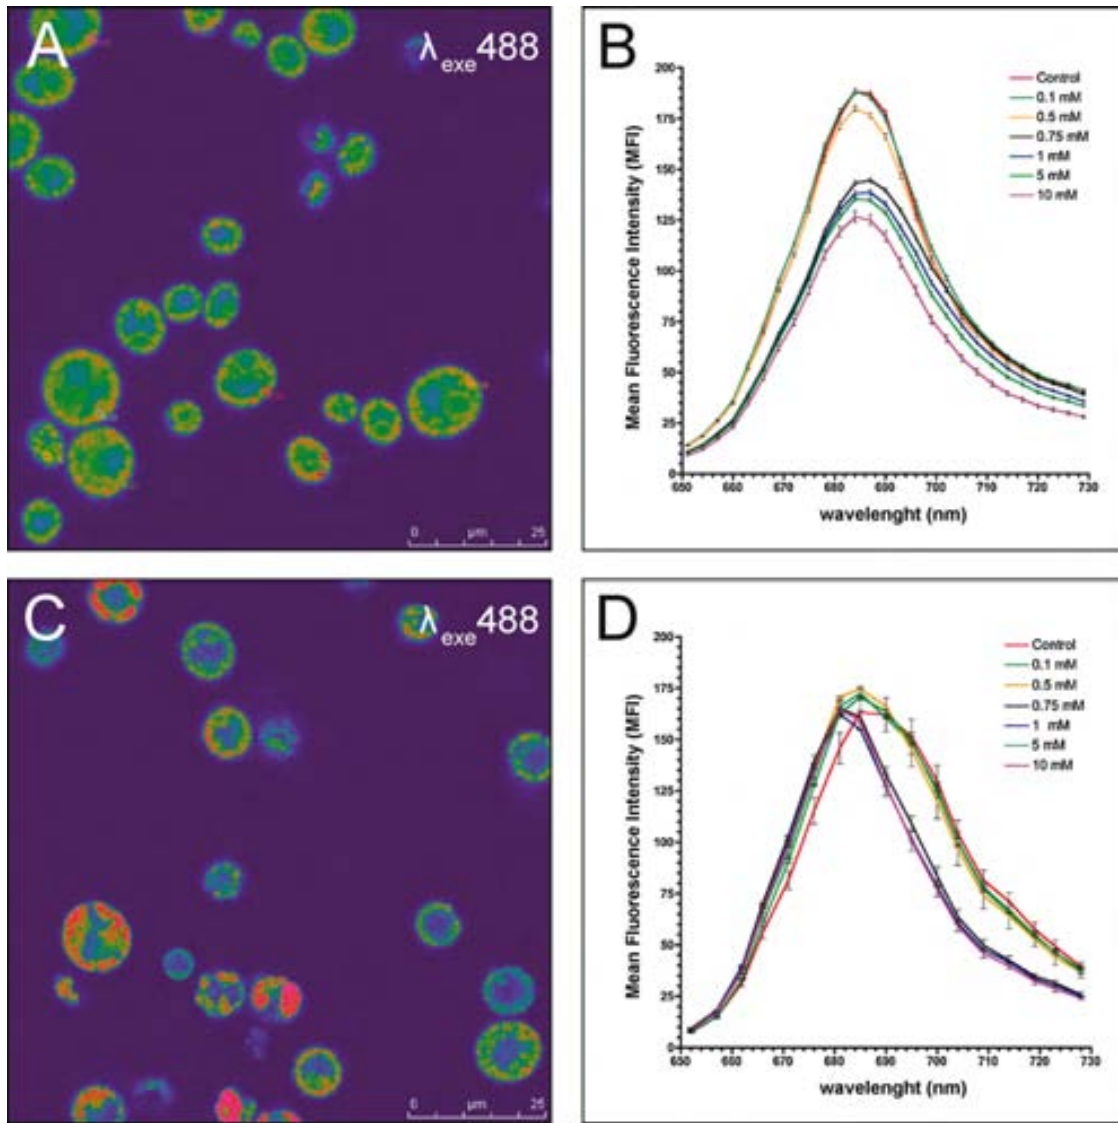 A
λexe488
0 µm 25
B
Mean Fluorescence Intensity (MFI)
200
175
150
125
100
75
50
25
0
650 660 670 680 690 700 710 720 730
wavelenght (nm)
Control
0.1 mM
0.5 mM
0.75 mM
1 mM
5 mM
10 mM
C
λexe488
0 µm 25
D
Mean Fluorescence Intensity (MFI)
200
175
150
125
100
75
50
25
0
650 660 670 680 690 700 710 720 730
wavelenght (nm)
Control
0.1 mM
0.5 mM
0.75 mM
1 mM
5 mM
10 mM